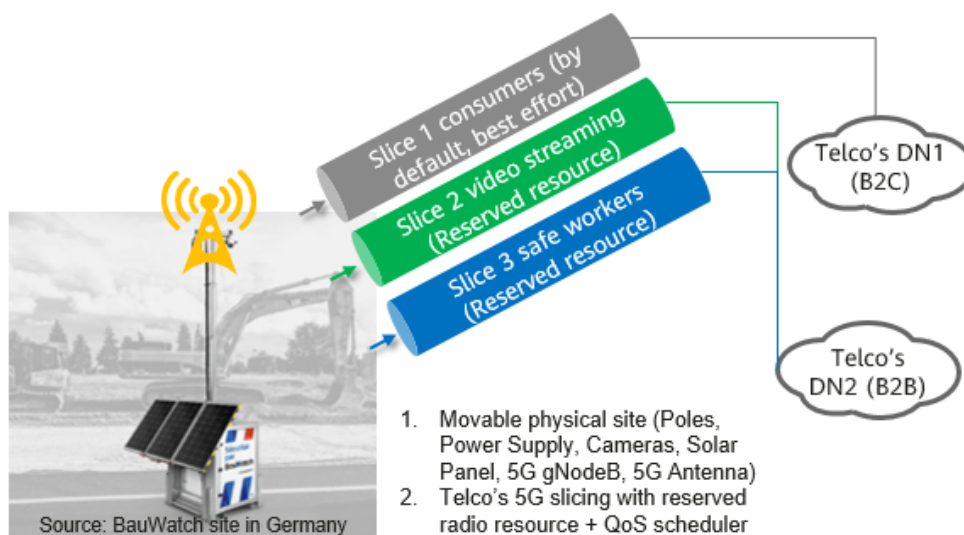 Slice 1 consumers (by
default, best effort)
Slice 2 video streaming
(Reserved resource)
Slice 3 safe workers
(Reserved resource)
Telco's DN1
(B2C)
Telco's
DN2 (B2B)
BauWatch
Source: BauWatch site in Germany
1. Movable physical site (Poles,
Power Supply, Cameras, Solar
Panel, 5G gNodeB, 5G Antenna)
2. Telco's 5G slicing with reserved
radio resource + QoS scheduler